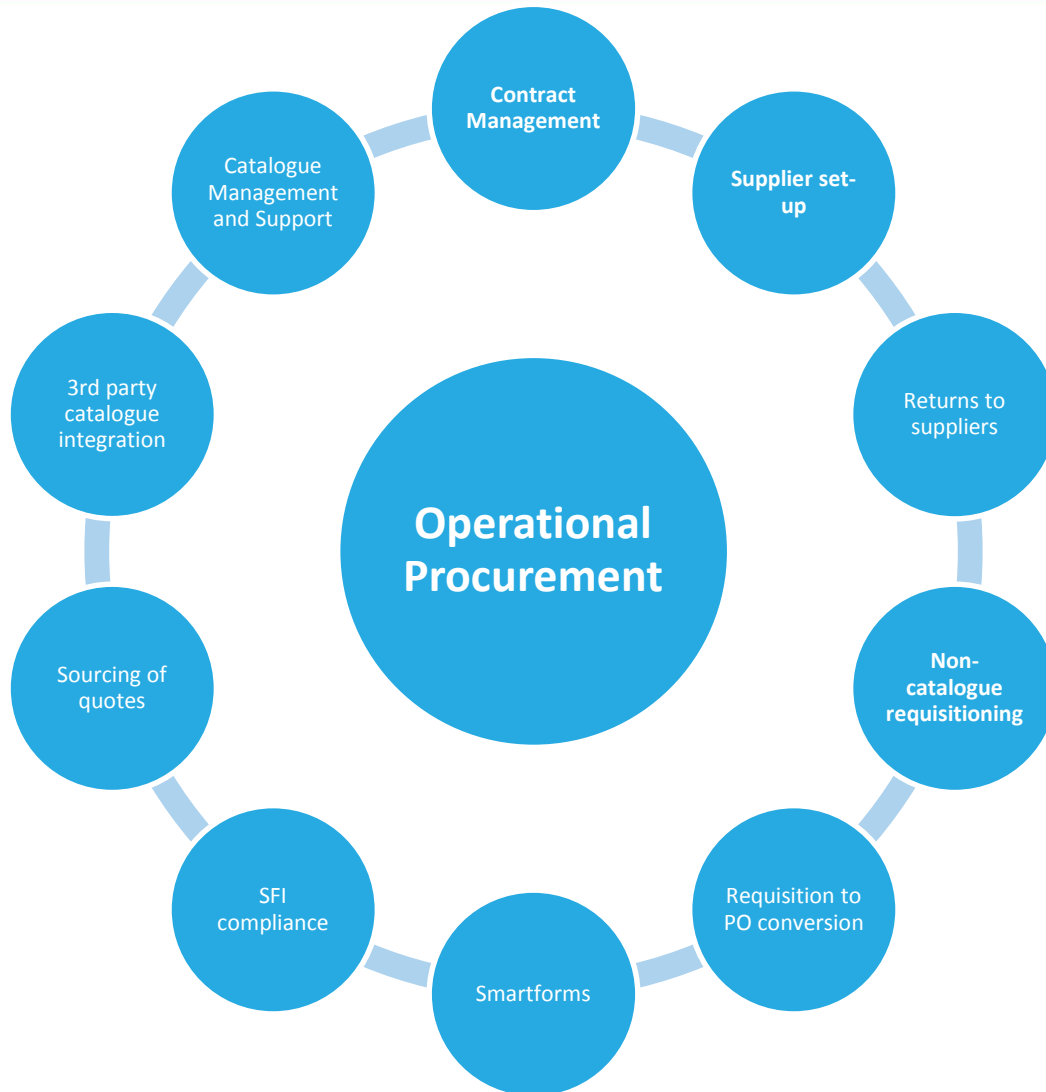 Contract
Management
Supplier set-
up
Returns to
suppliers
Non-
catalogue
requisitioning
Requisition to
PO conversion
Smartforms
SFI
compliance
Sourcing of
quotes
3rd party
catalogue
integration
Catalogue
Management
and Support
Operational
Procurement